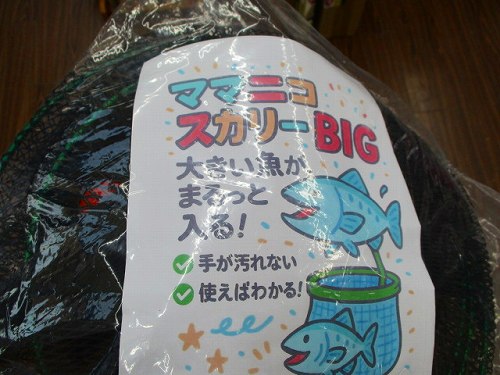 ママニコ
スカリーBIG
大きい魚が
まるっと
入る!
手が汚れない
使えばわかる!